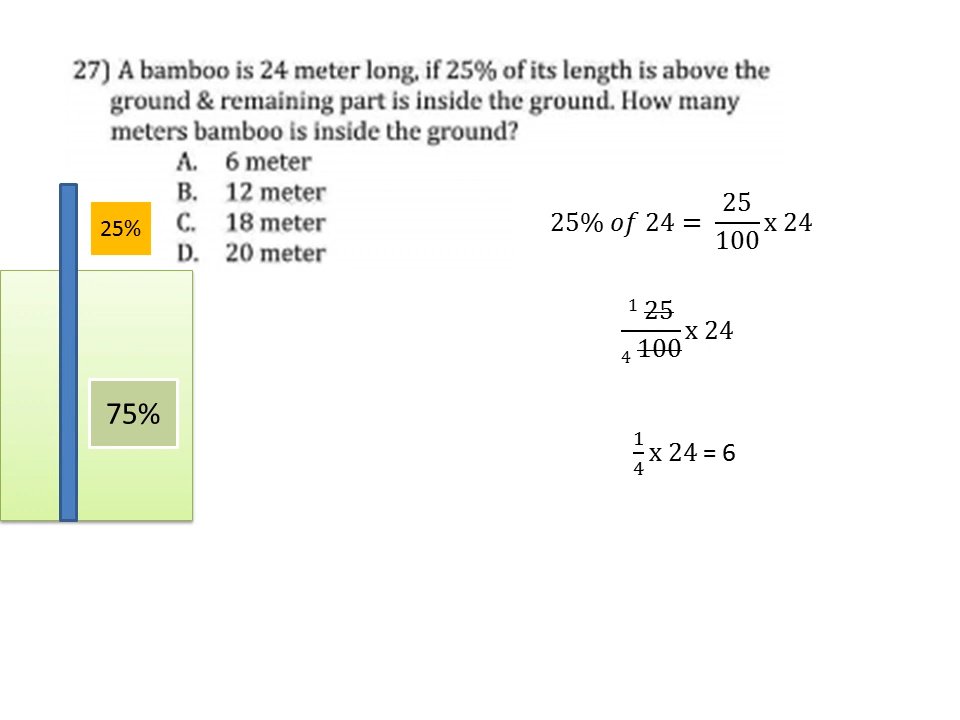 27) A bamboo is 24 meter long, if 25% of its length is above the
ground & remaining part is inside the ground. How many
meters bamboo is inside the ground?
A. 6 meter
B. 12 meter
C. 18 meter
D. 20 meter
25%
75%
25% of 24 = 25/100 x 24
1 25 / 4 100 x 24
1/4 x 24 = 6